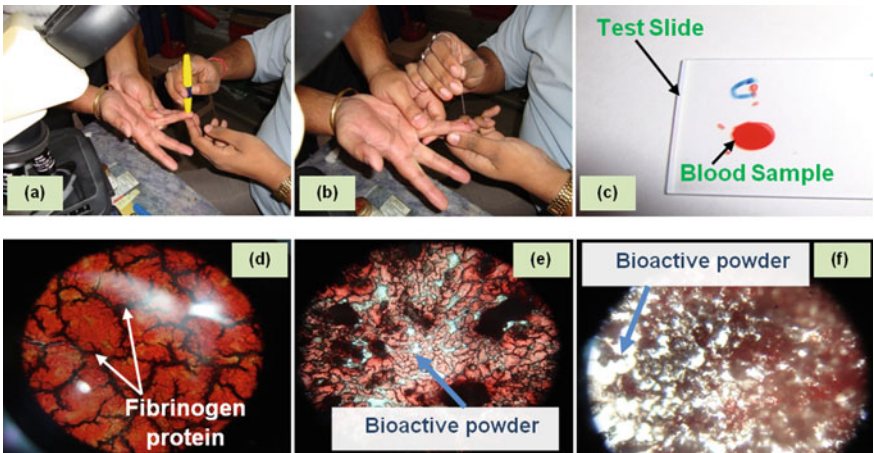 (a)
(b)
Test Slide
Blood Sample
(c)
Fibrinogen
protein
(d)
Bioactive powder
(e)
Bioactive powder
(f)